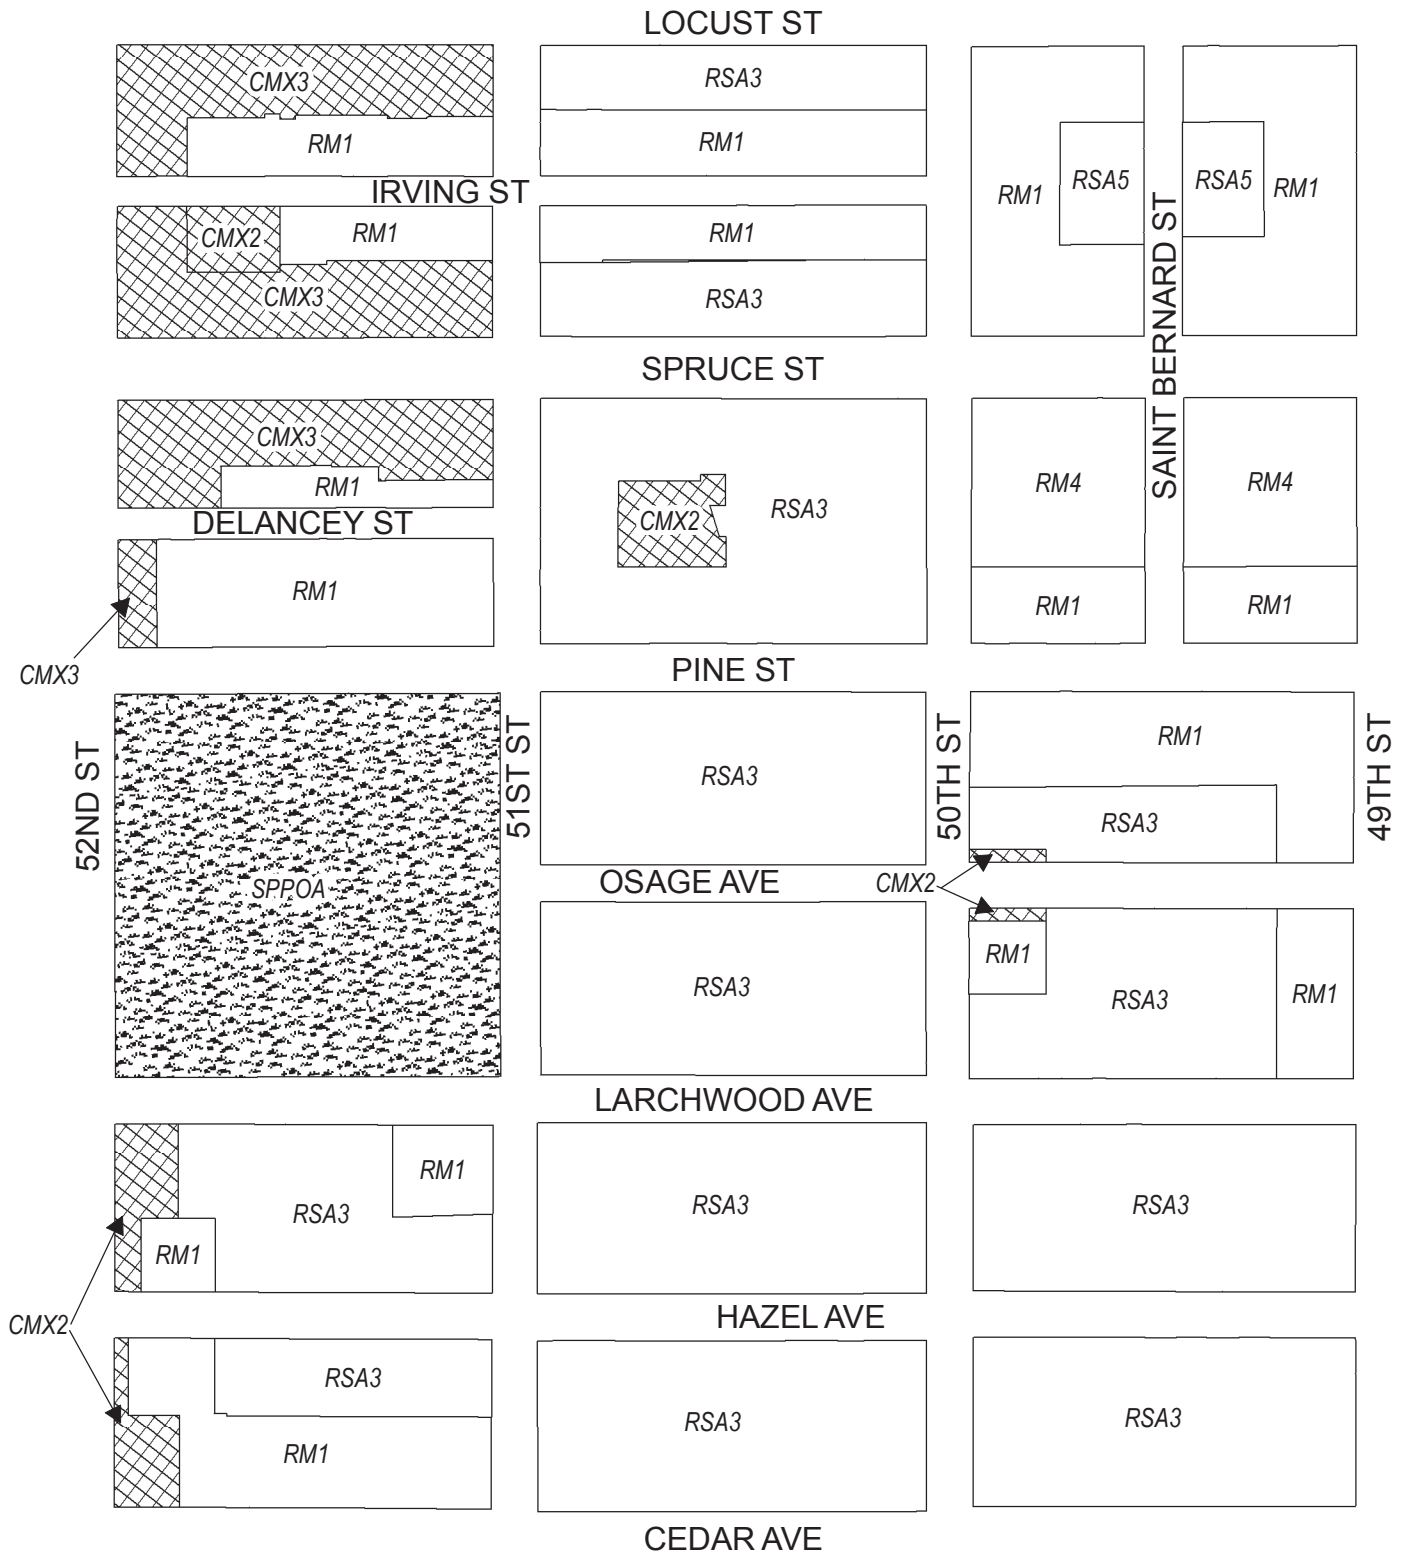 LOCUST ST
CMX3
RSA3
RM1
RM1
RM1
RSA5
RSA5
RM1
IRVING ST
CMX2
RM1
RM1
CMX3
RSA3
SAINT BERNARD ST
SPRUCE ST
CMX3
RM1
CMX2
RSA3
RM4
RM4
DELANCEY ST
RM1
RM1
RM1
CMX3
PINE ST
52ND ST
51ST ST
50TH ST
49TH ST
RSA3
RM1
RSA3
SPPOA
OSAGE AVE
CMX2
RSA3
RM1
RSA3
RM1
LARCHWOOD AVE
RM1
RSA3
RM1
RSA3
RSA3
CMX2
HAZEL AVE
RSA3
RM1
RSA3
RSA3
CEDAR AVE